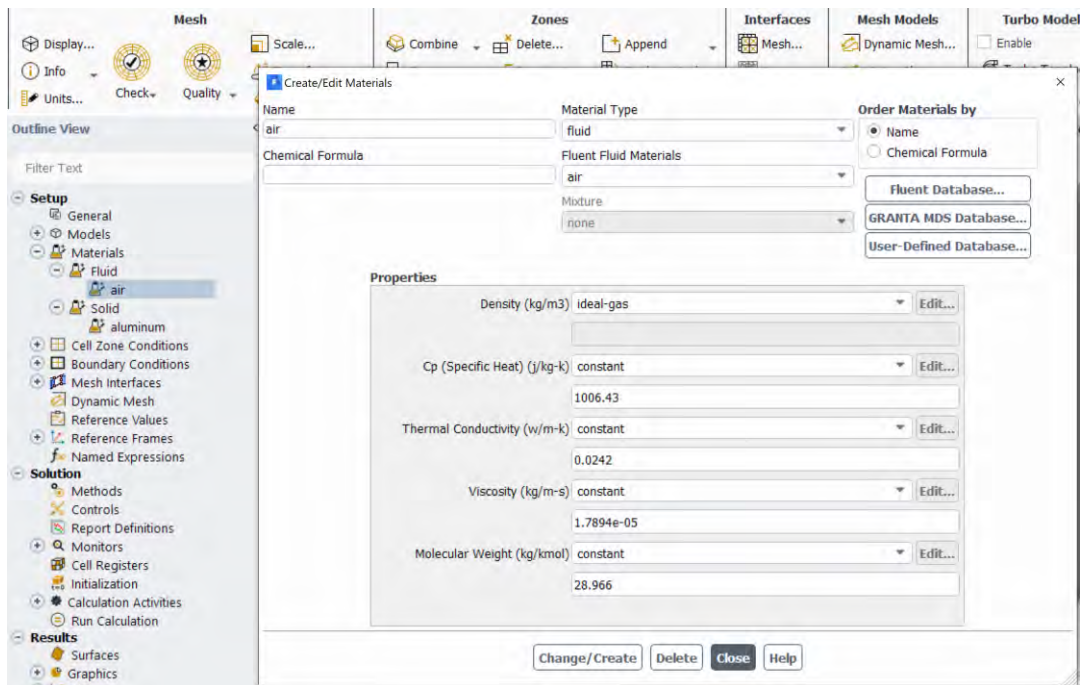 Mesh
Zones
Interfaces
Mesh Models
Turbo Model
Display...
Info
Units...
Check
Quality
Scale...
Combine
Delete...
Append
Mesh...
Dynamic Mesh...
Enable
Outline View
Filter Text
Setup
General
Models
Materials
Fluid
air
Solid
aluminum
Cell Zone Conditions
Boundary Conditions
Mesh Interfaces
Dynamic Mesh
Reference Values
Reference Frames
Named Expressions
Solution
Methods
Controls
Report Definitions
Monitors
Cell Registers
Initialization
Calculation Activities
Run Calculation
Results
Surfaces
Graphics
Create/Edit Materials
Name
air
Chemical Formula
Material Type
fluid
Fluent Fluid Materials
air
Mixture
none
Order Materials by
Name
Chemical Formula
Fluent Database...
GRANTA MDS Database...
User-Defined Database...
Properties
Density (kg/m3) ideal-gas Edit...
Cp (Specific Heat) (j/kg-k) constant Edit...
1006.43
Thermal Conductivity (w/m-k) constant Edit...
0.0242
Viscosity (kg/m-s) constant Edit...
1.7894e-05
Molecular Weight (kg/kmol) constant Edit...
28.966
Change/Create Delete Close Help